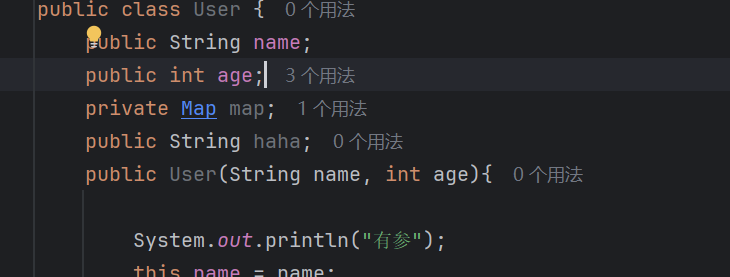 public class User {  0 个用法
public String name;
public int age;  3 个用法
private Map map;  1 个用法
public String haha;  0 个用法
public User(String name, int age){  0 个用法
System.out.println("有参");
this.name = name;